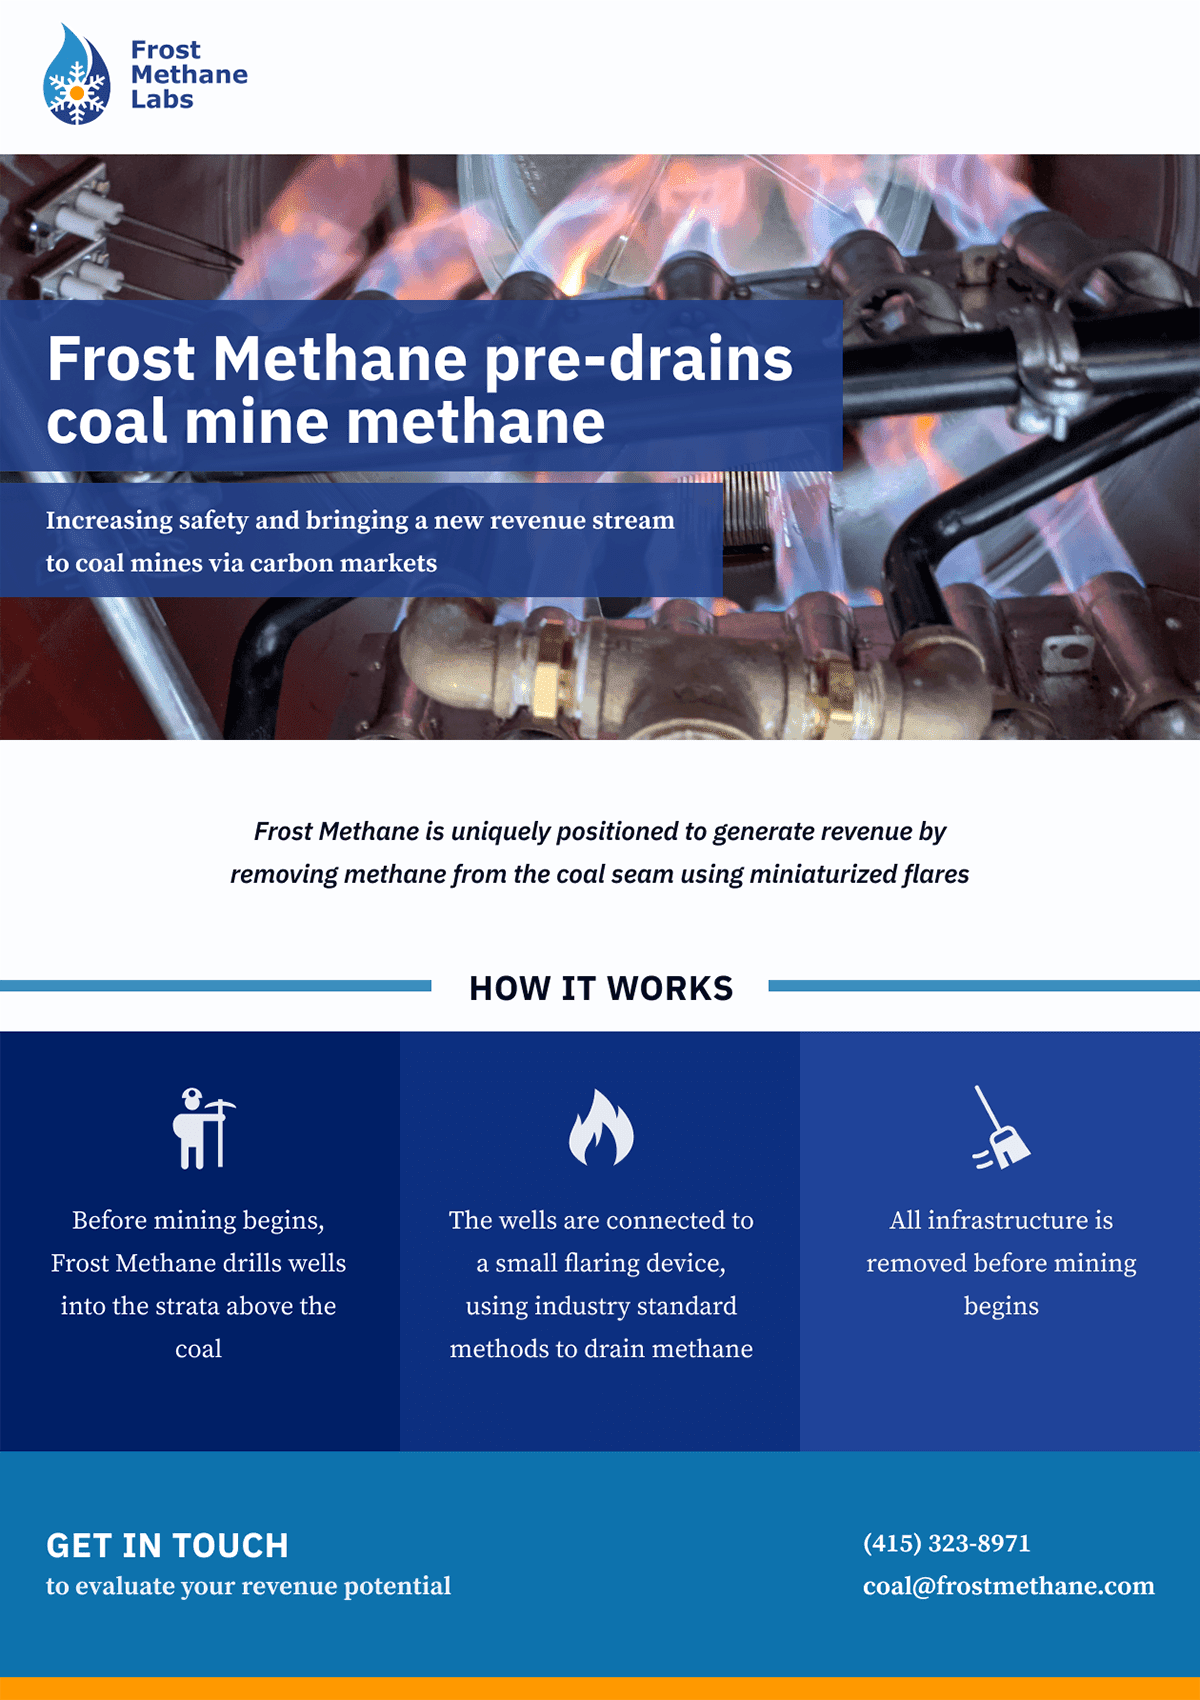 Frost
Methane
Labs
Frost Methane pre-drains
coal mine methane
Increasing safety and bringing a new revenue stream
to coal mines via carbon markets
Frost Methane is uniquely positioned to generate revenue by
removing methane from the coal seam using miniaturized flares
HOW IT WORKS
Before mining begins,
Frost Methane drills wells
into the strata above the
coal
The wells are connected to
a small flaring device,
using industry standard
methods to drain methane
All infrastructure is
removed before mining
begins
GET IN TOUCH
to evaluate your revenue potential
(415) 323-8971
coal@frostmethane.com